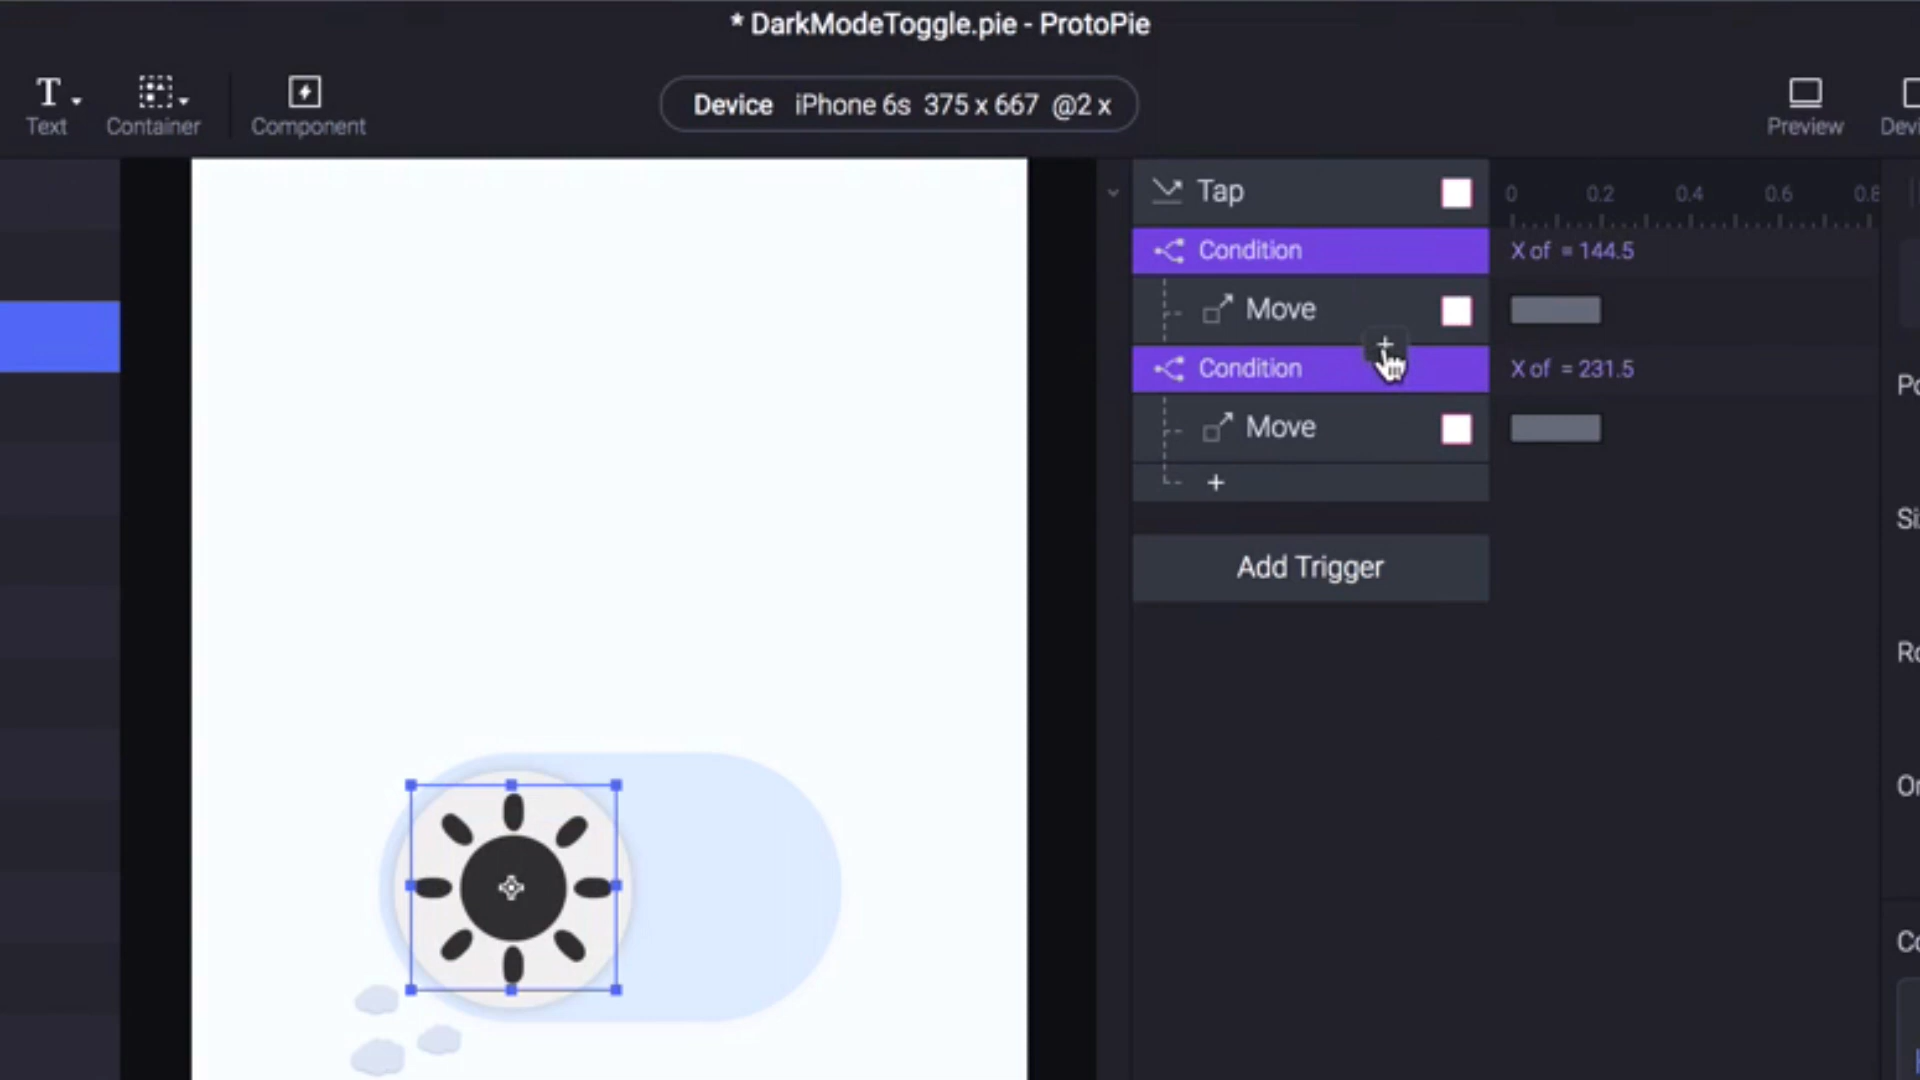 * DarkModeToggle.pie - ProtoPie
T
Text
Container
Component
Device iPhone 6s 375 x 667 @2 x
Preview
Tap
0 0.2 0.4 0.6
Condition
X of = 144.5
Move
+
Condition
X of = 231.5
Move
+
Add Trigger